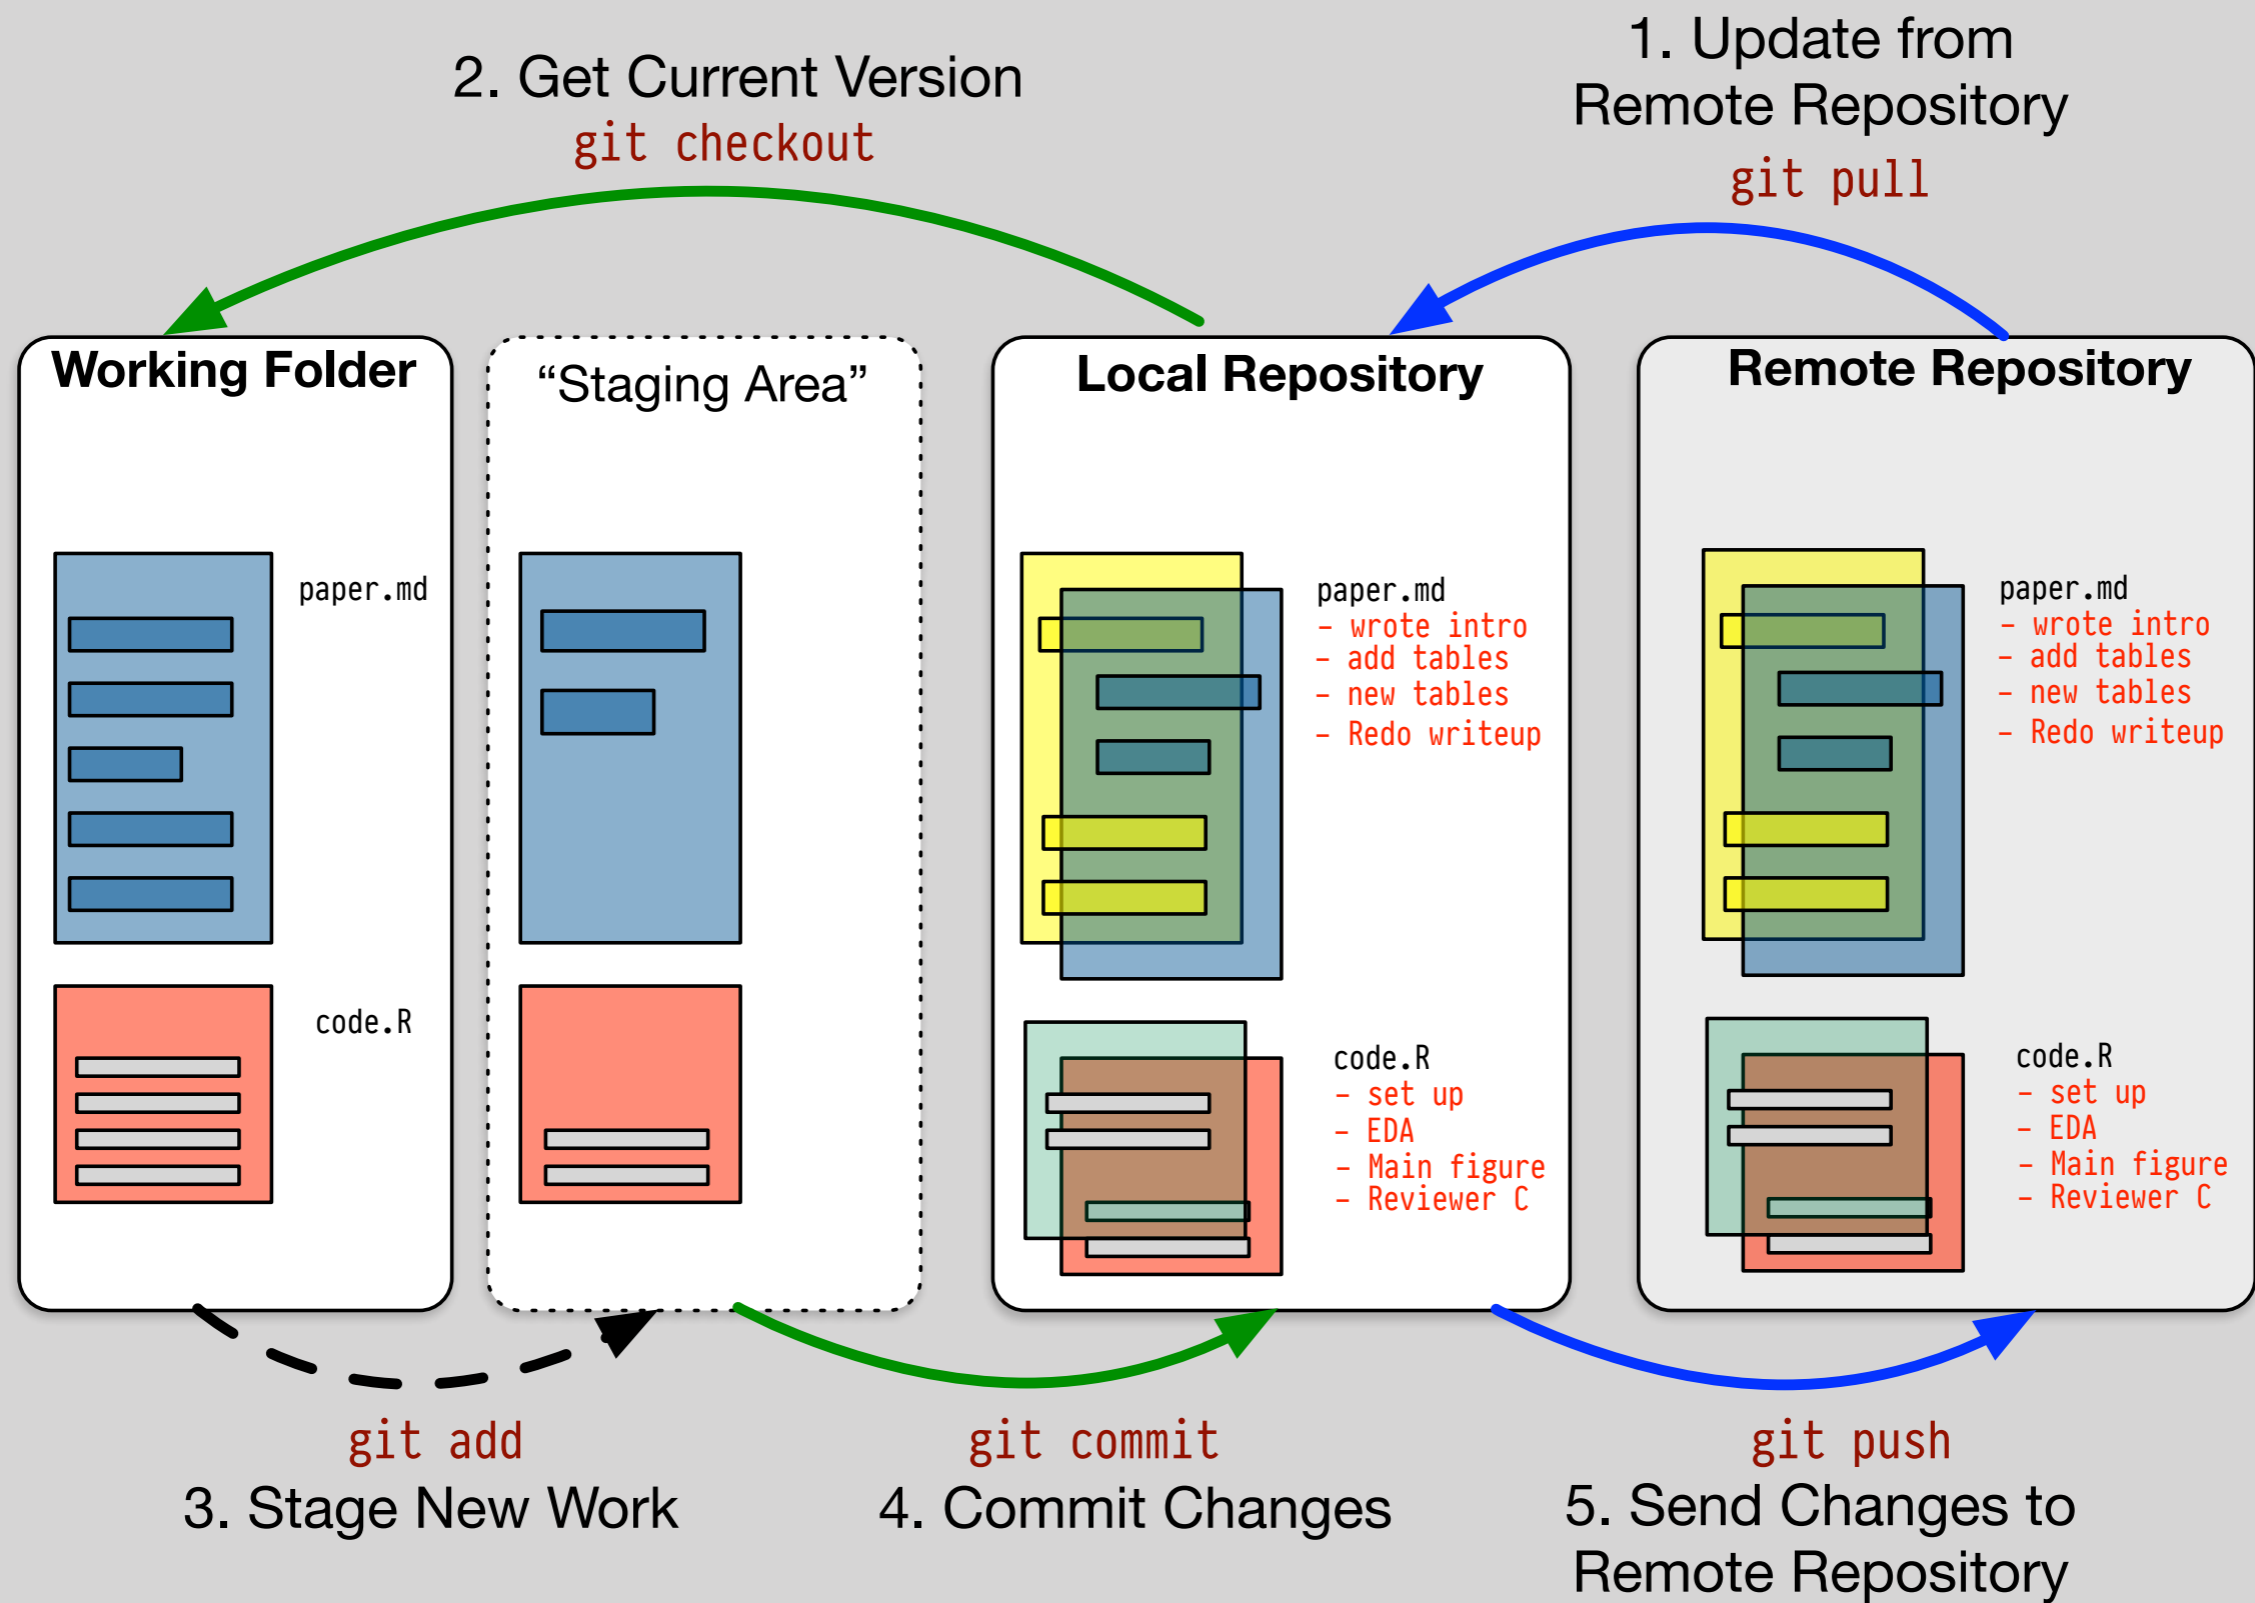 1. Update from
Remote Repository
git pull
2. Get Current Version
git checkout
Working Folder
paper.md
code.R
“Staging Area”
Local Repository
paper.md
- wrote intro
- add tables
- new tables
- Redo writeup
code.R
- set up
- EDA
- Main figure
- Reviewer C
Remote Repository
paper.md
- wrote intro
- add tables
- new tables
- Redo writeup
code.R
- set up
- EDA
- Main figure
- Reviewer C
git add
3. Stage New Work
git commit
4. Commit Changes
git push
5. Send Changes to
Remote Repository